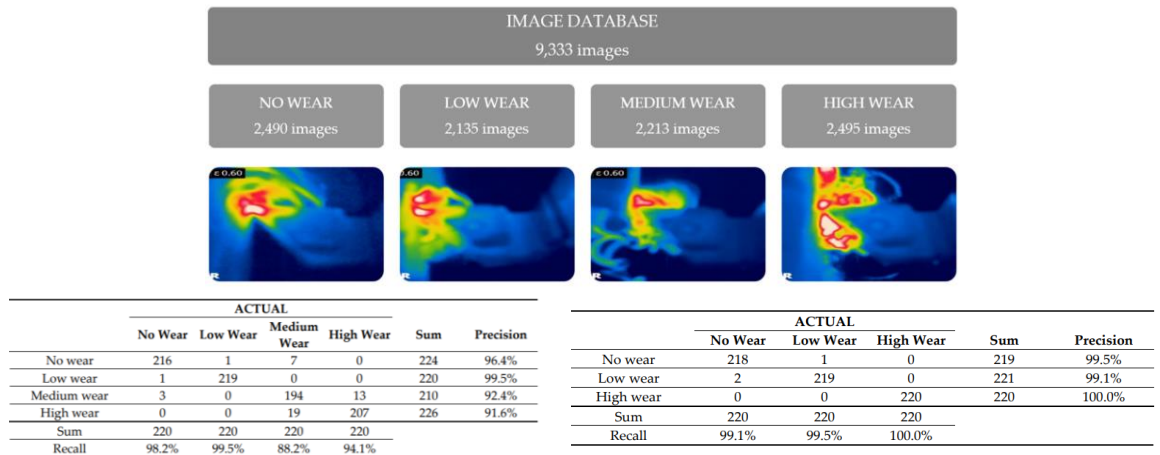 IMAGE DATABASE
9,333 images
NO WEAR
2,490 images
LOW WEAR
2,135 images
MEDIUM WEAR
2,213 images
HIGH WEAR
2,495 images
ε 0.60
0.60
ε 0.60
R
R
R
ACTUAL
No Wear Low Wear Medium Wear High Wear Sum Precision
No wear 216 1 7 0 224 96.4%
Low wear 1 219 0 0 220 99.5%
Medium wear 3 0 194 13 210 92.4%
High wear 0 0 19 207 226 91.6%
Sum 220 220 220 220
Recall 98.2% 99.5% 88.2% 94.1%
ACTUAL
No Wear Low Wear High Wear Sum Precision
No wear 218 1 0 219 99.5%
Low wear 2 219 0 221 99.1%
High wear 0 0 220 220 100.0%
Sum 220 220 220
Recall 99.1% 99.5% 100.0%